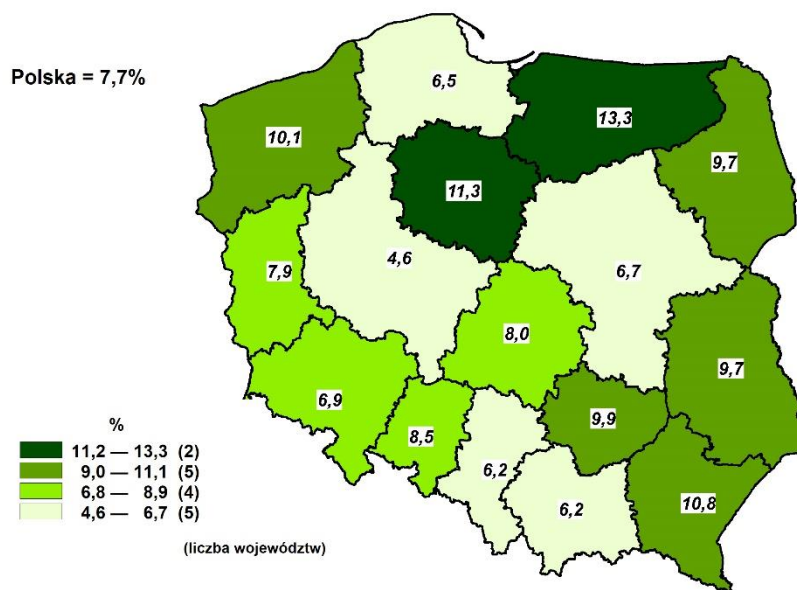 Polska = 7,7%
6,5
13,3
10,1
9,7
11,3
4,6
7,9
6,7
8,0
9,7
6,9
9,9
8,5
6,2
6,2
10,8
%
11,2 — 13,3 (2)
9,0 — 11,1 (5)
6,8 — 8,9 (4)
4,6 — 6,7 (5)
(liczba województw)